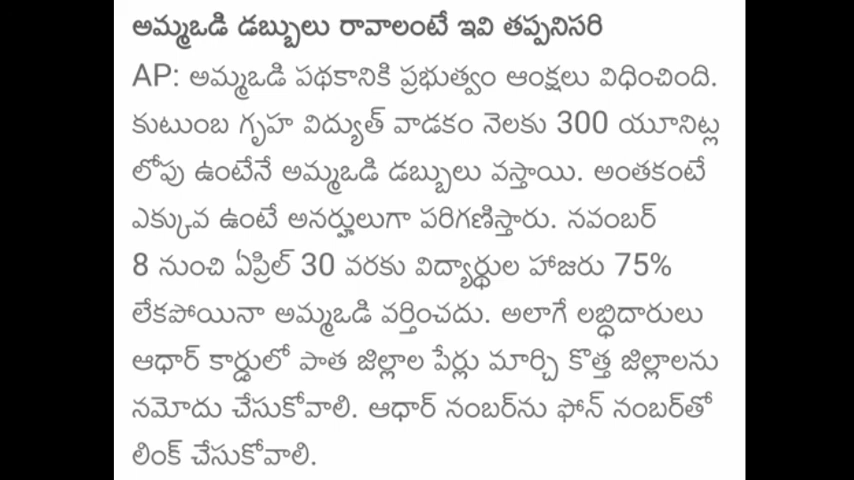 అమ్మఒడి డబ్బులు రావాలంటే ఇవి తప్పనిసరి
AP: అమ్మఒడి పథకానికి ప్రభుత్వం ఆంక్షలు విధించింది.
కుటుంబ గృహ విద్యుత్ వాడకం నెలకు 300 యూనిట్ల
లోపు ఉంటేనే అమ్మఒడి డబ్బులు వస్తాయి. అంతకంటే
ఎక్కువ ఉంటే అనర్హులుగా పరిగణిస్తారు. నవంబర్
8 నుంచి ఏప్రిల్ 30 వరకు విద్యార్థుల హాజరు 75%
లేకపోయినా అమ్మఒడి వర్తించదు. అలాగే లబ్ధిదారులు
ఆధార్ కార్డులో పాత జిల్లాల పేర్లు మార్చి కొత్త జిల్లాలను
నమోదు చేసుకోవాలి. ఆధార్ నంబర్‌ను ఫోన్ నంబర్‌తో
లింక్ చేసుకోవాలి.